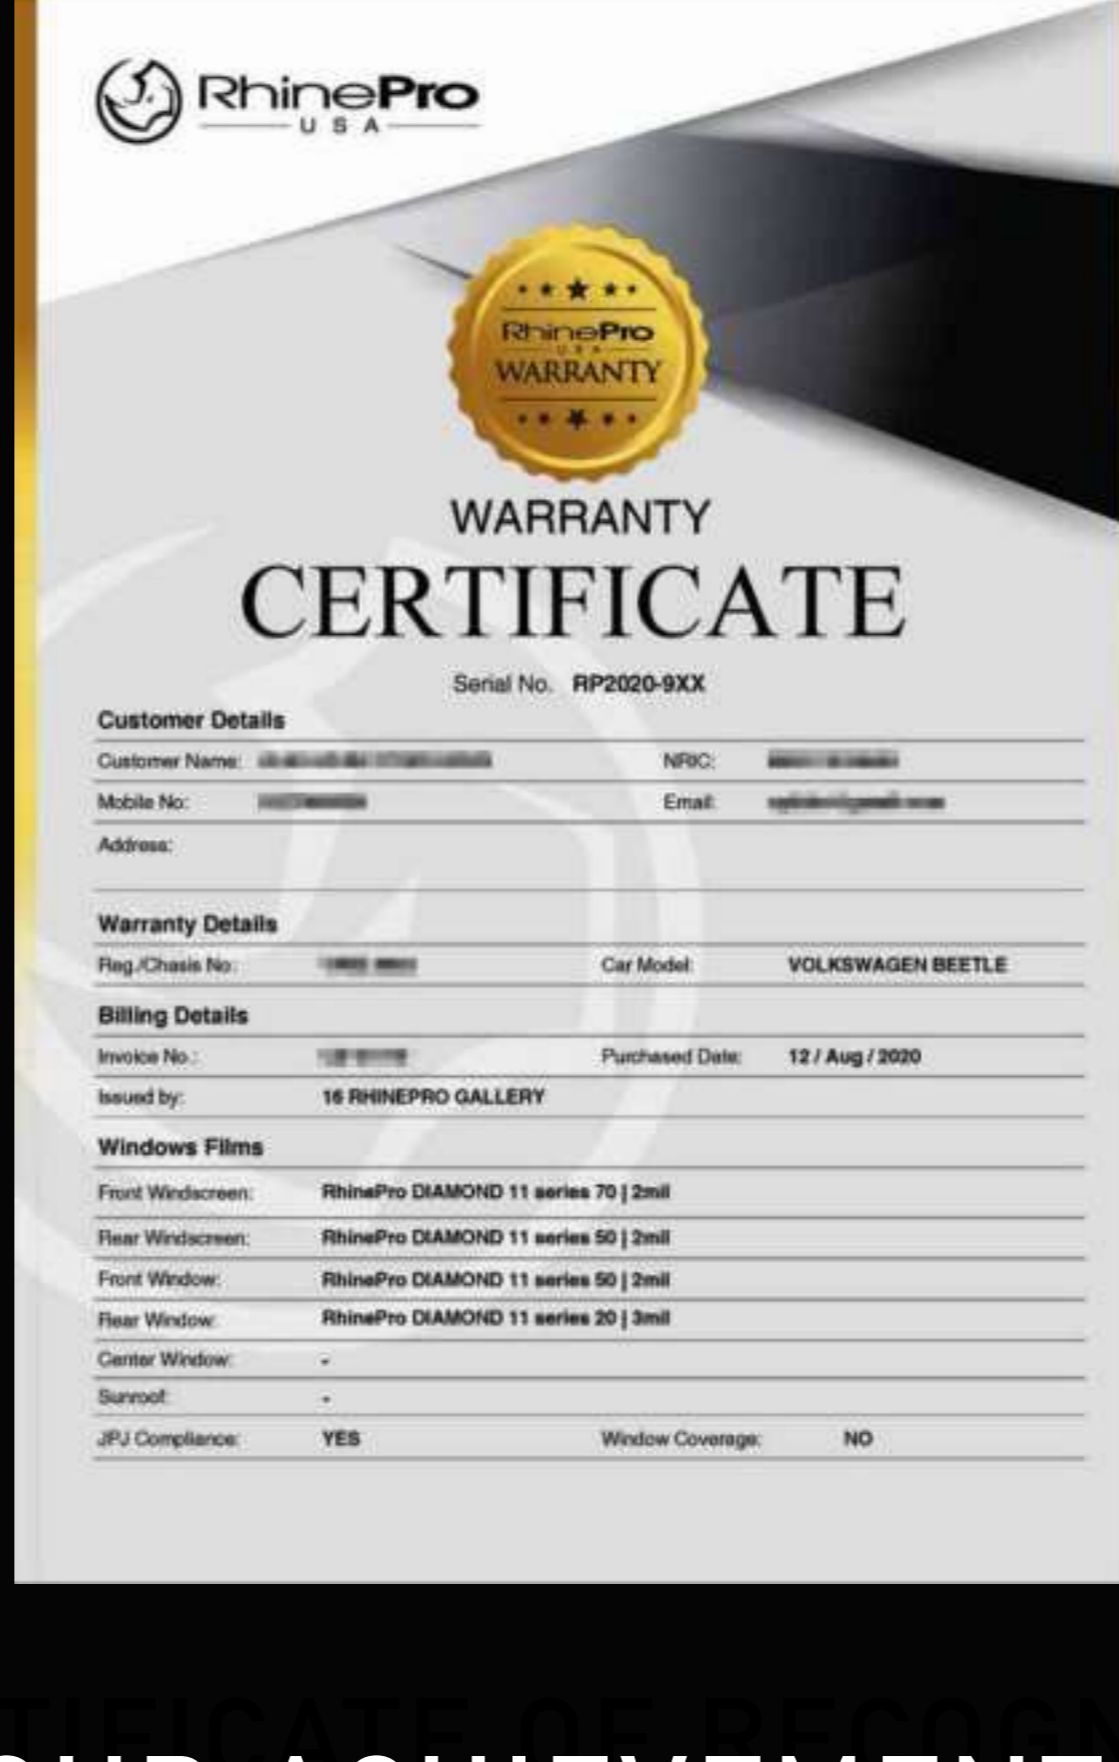 RhinePro
USA
RhinePro
USA
WARRANTY
WARRANTY
CERTIFICATE
Serial No. RP2020-9XX
Customer Details
Customer Name: NRIC:
Mobile No: Email:
Address:
Warranty Details
Reg./Chasis No: Car Model: VOLKSWAGEN BEETLE
Billing Details
Invoice No.: Purchased Date: 12 / Aug / 2020
Issued by: 16 RHINEPRO GALLERY
Windows Films
Front Windscreen: RhinePro DIAMOND 11 series 70 | 2mil
Rear Windscreen: RhinePro DIAMOND 11 series 50 | 2mil
Front Window: RhinePro DIAMOND 11 series 50 | 2mil
Rear Window: RhinePro DIAMOND 11 series 20 | 3mil
Center Window: -
Sunroof: -
JPJ Compliance: YES Window Coverage: NO
OF